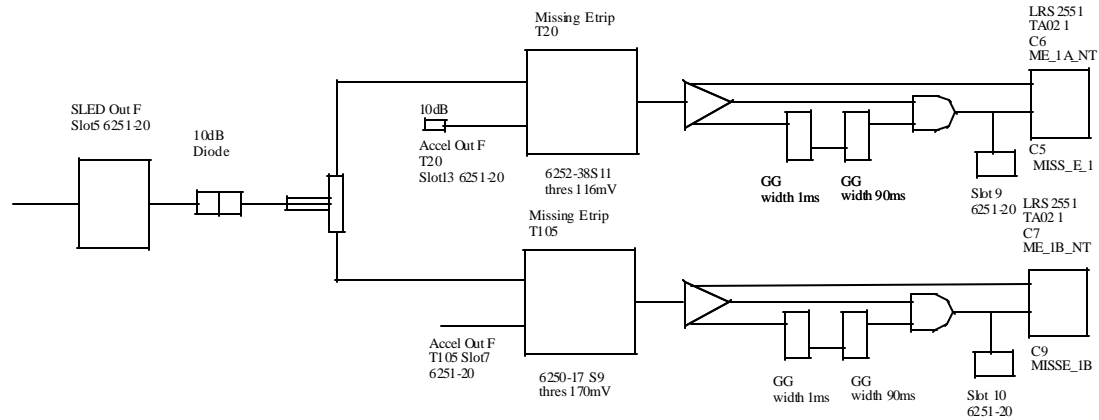 SLED Out F
Slot5 6251-20
10dB
Diode
Missing Etrip
T20
10dB
Accel Out F
T20
Slot13 6251-20
6252-38S11
thres 116mV
GG
width 1ms
GG
width 90ms
LRS 2551
TA02 1
C6
ME_1A_NT
C5
MISS_E_1
Slot 9
6251-20
Missing Etrip
T105
Accel Out F
T105 Slot7
6251-20
6250-17 S9
thres 170mV
GG
width 1ms
GG
width 90ms
LRS 2551
TA02 1
C7
ME_1B_NT
C9
MISSE_1B
Slot 10
6251-20